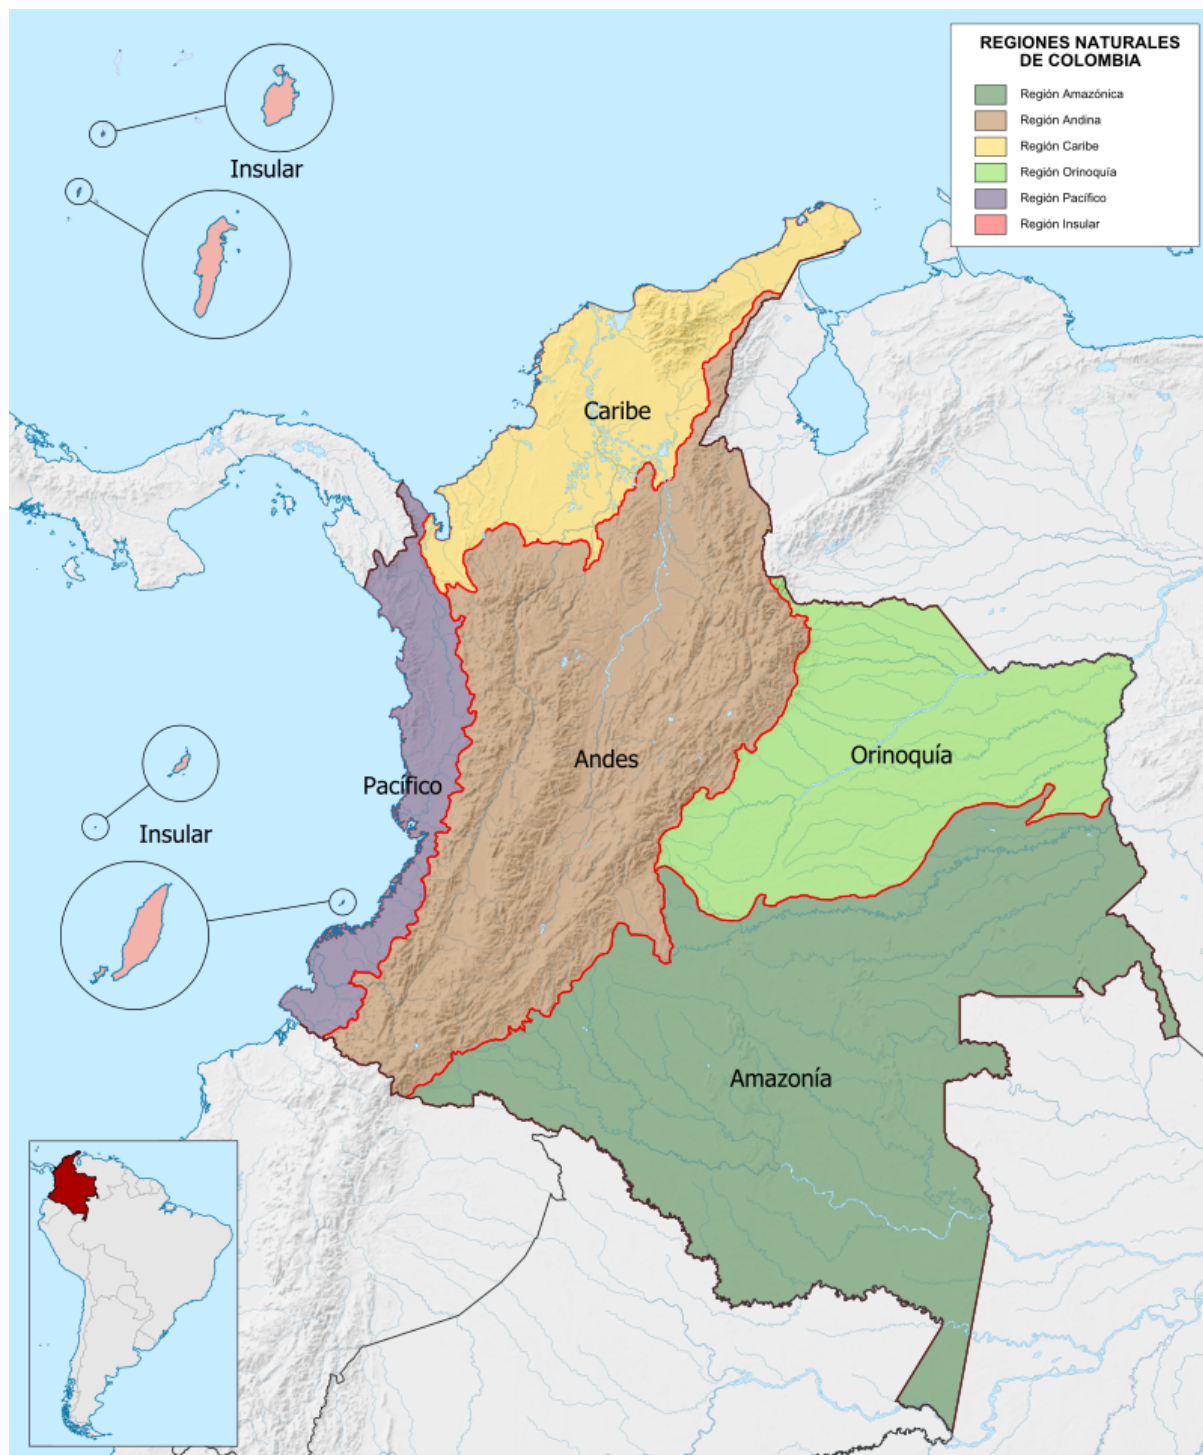 REGIONES NATURALES
DE COLOMBIA
Región Amazónica
Región Andina
Región Caribe
Región Orinoquía
Región Pacífico
Región Insular
Insular
Caribe
Andes
Orinoquía
Pacífico
Insular
Amazonía